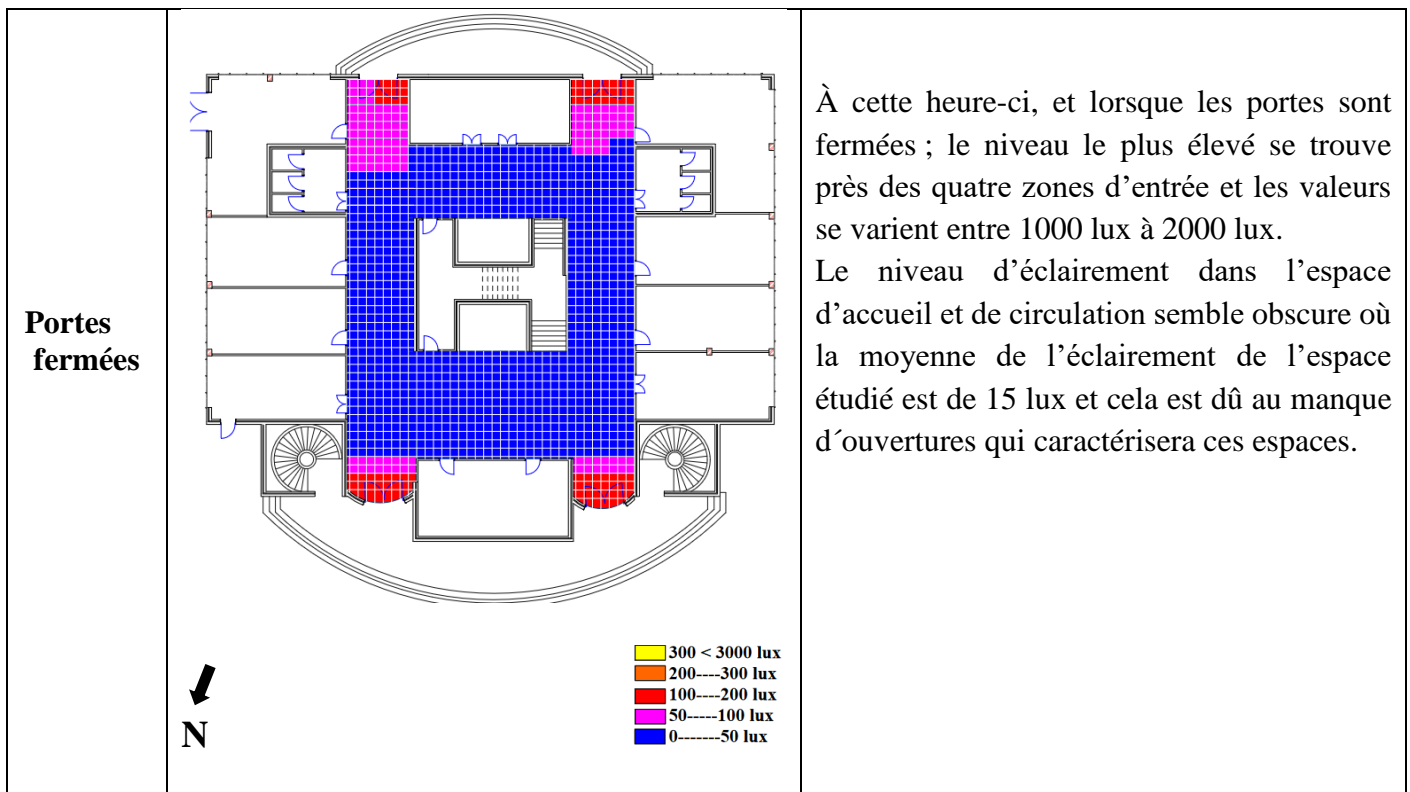 Portes
fermées
À cette heure-ci, et lorsque les portes sont
fermées ; le niveau le plus élevé se trouve
près des quatre zones d’entrée et les valeurs
se varient entre 1000 lux à 2000 lux.
Le niveau d’éclairement dans l’espace
d’accueil et de circulation semble obscure où
la moyenne de l’éclairement de l’espace
étudié est de 15 lux et cela est dû au manque
d´ouvertures qui caractérisera ces espaces.
300 < 3000 lux
200----300 lux
100----200 lux
50-----100 lux
0-------50 lux
N